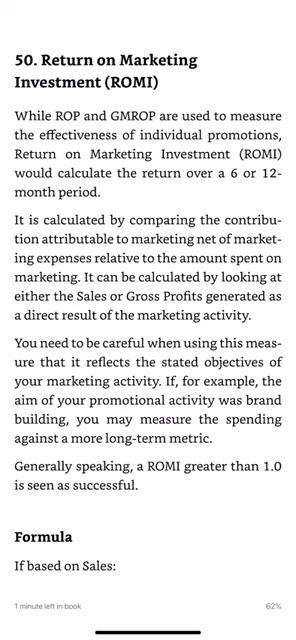 50. Return on Marketing
Investment (ROMI)
While ROP and GMROP are used to measure
the effectiveness of individual promotions,
Return on Marketing Investment (ROMI)
would calculate the return over a 6 or 12-
month period.
It is calculated by comparing the contribu-
tion attributable to marketing net of market-
ing expenses relative to the amount spent on
marketing. It can be calculated by looking at
either the Sales or Gross Profits generated as
a direct result of the marketing activity.
You need to be careful when using this meas-
ure that it reflects the stated objectives of
your marketing activity. If, for example, the
aim of your promotional activity was brand
building, you may measure the spending
against a more long-term metric.
Generally speaking, a ROMI greater than 1.0
is seen as successful.
Formula
If based on Sales:
1 minute left in book
62%